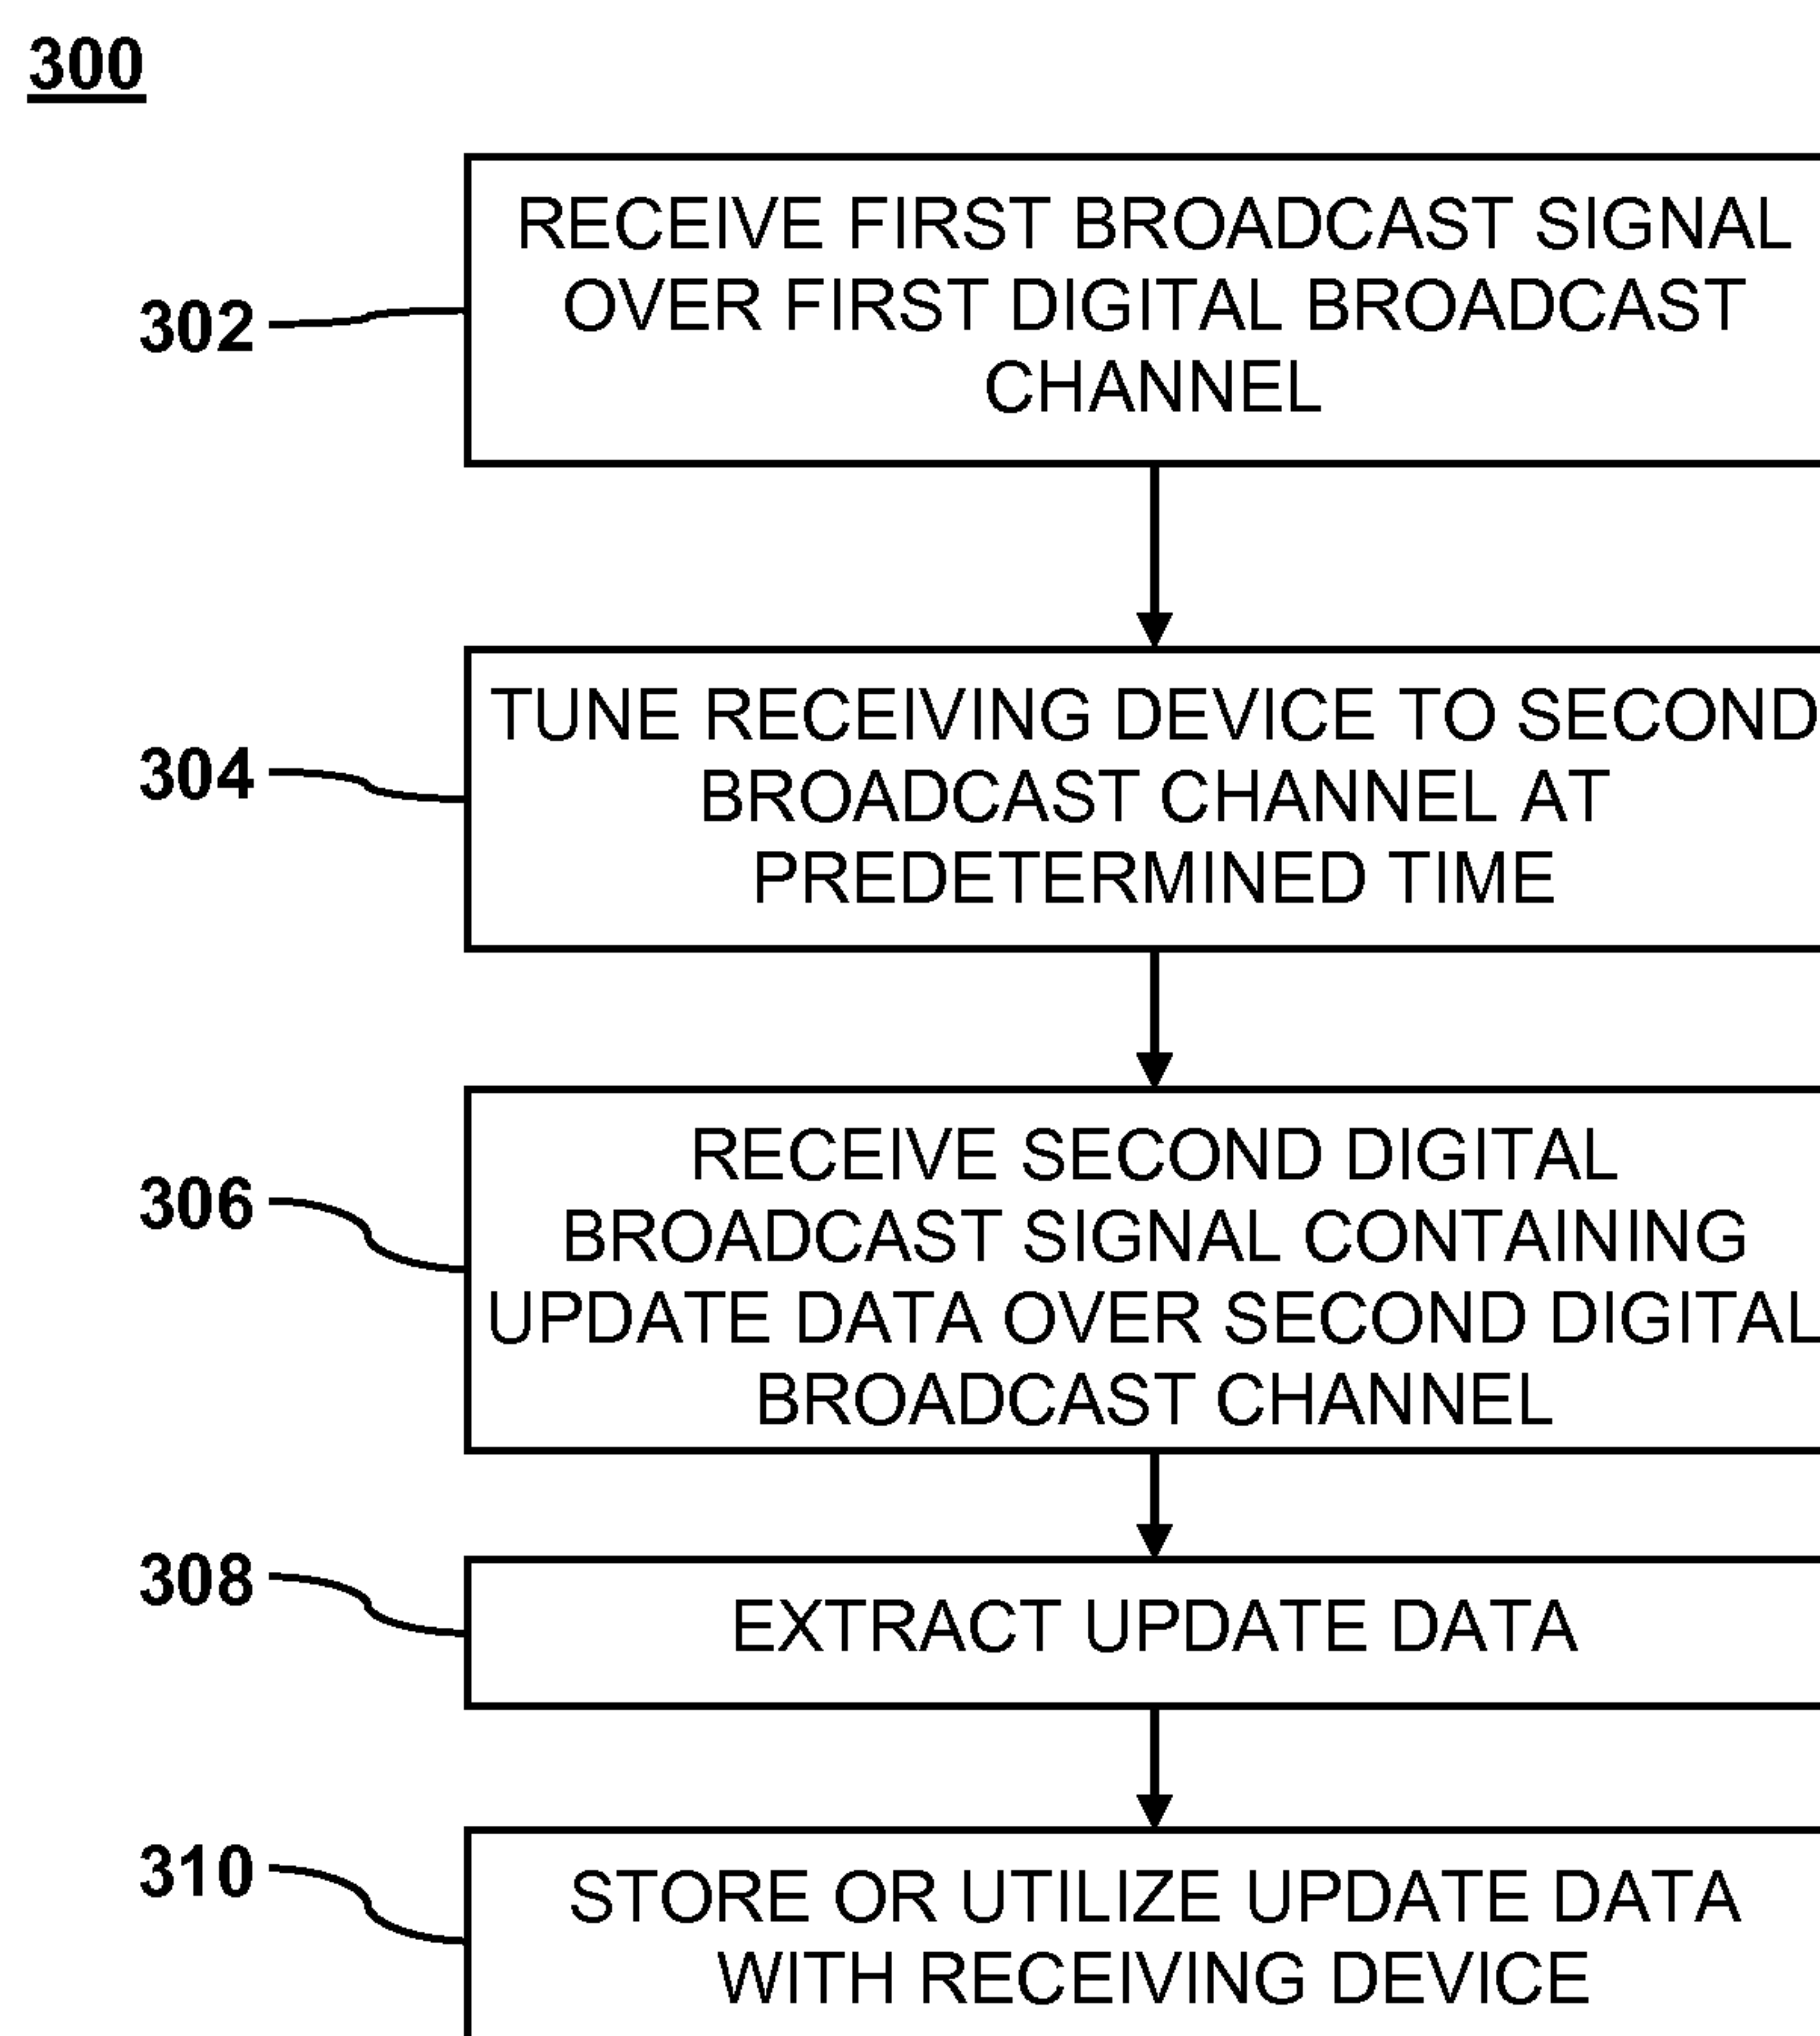 300
302
RECEIVE FIRST BROADCAST SIGNAL
OVER FIRST DIGITAL BROADCAST
CHANNEL
304
TUNE RECEIVING DEVICE TO SECOND
BROADCAST CHANNEL AT
PREDETERMINED TIME
306
RECEIVE SECOND DIGITAL
BROADCAST SIGNAL CONTAINING
UPDATE DATA OVER SECOND DIGITAL
BROADCAST CHANNEL
308
EXTRACT UPDATE DATA
310
STORE OR UTILIZE UPDATE DATA
WITH RECEIVING DEVICE